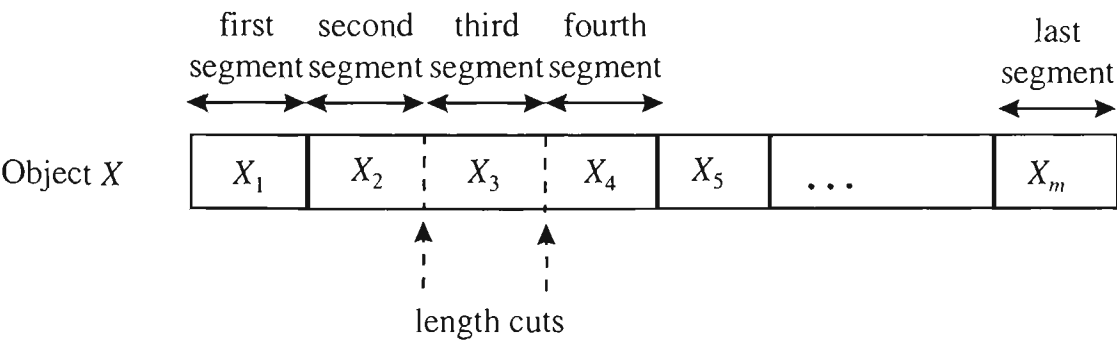 first second third fourth last
segment segment segment segment segment
Object X X₁ X₂ X₃ X₄ X₅ ... Xₘ
length cuts